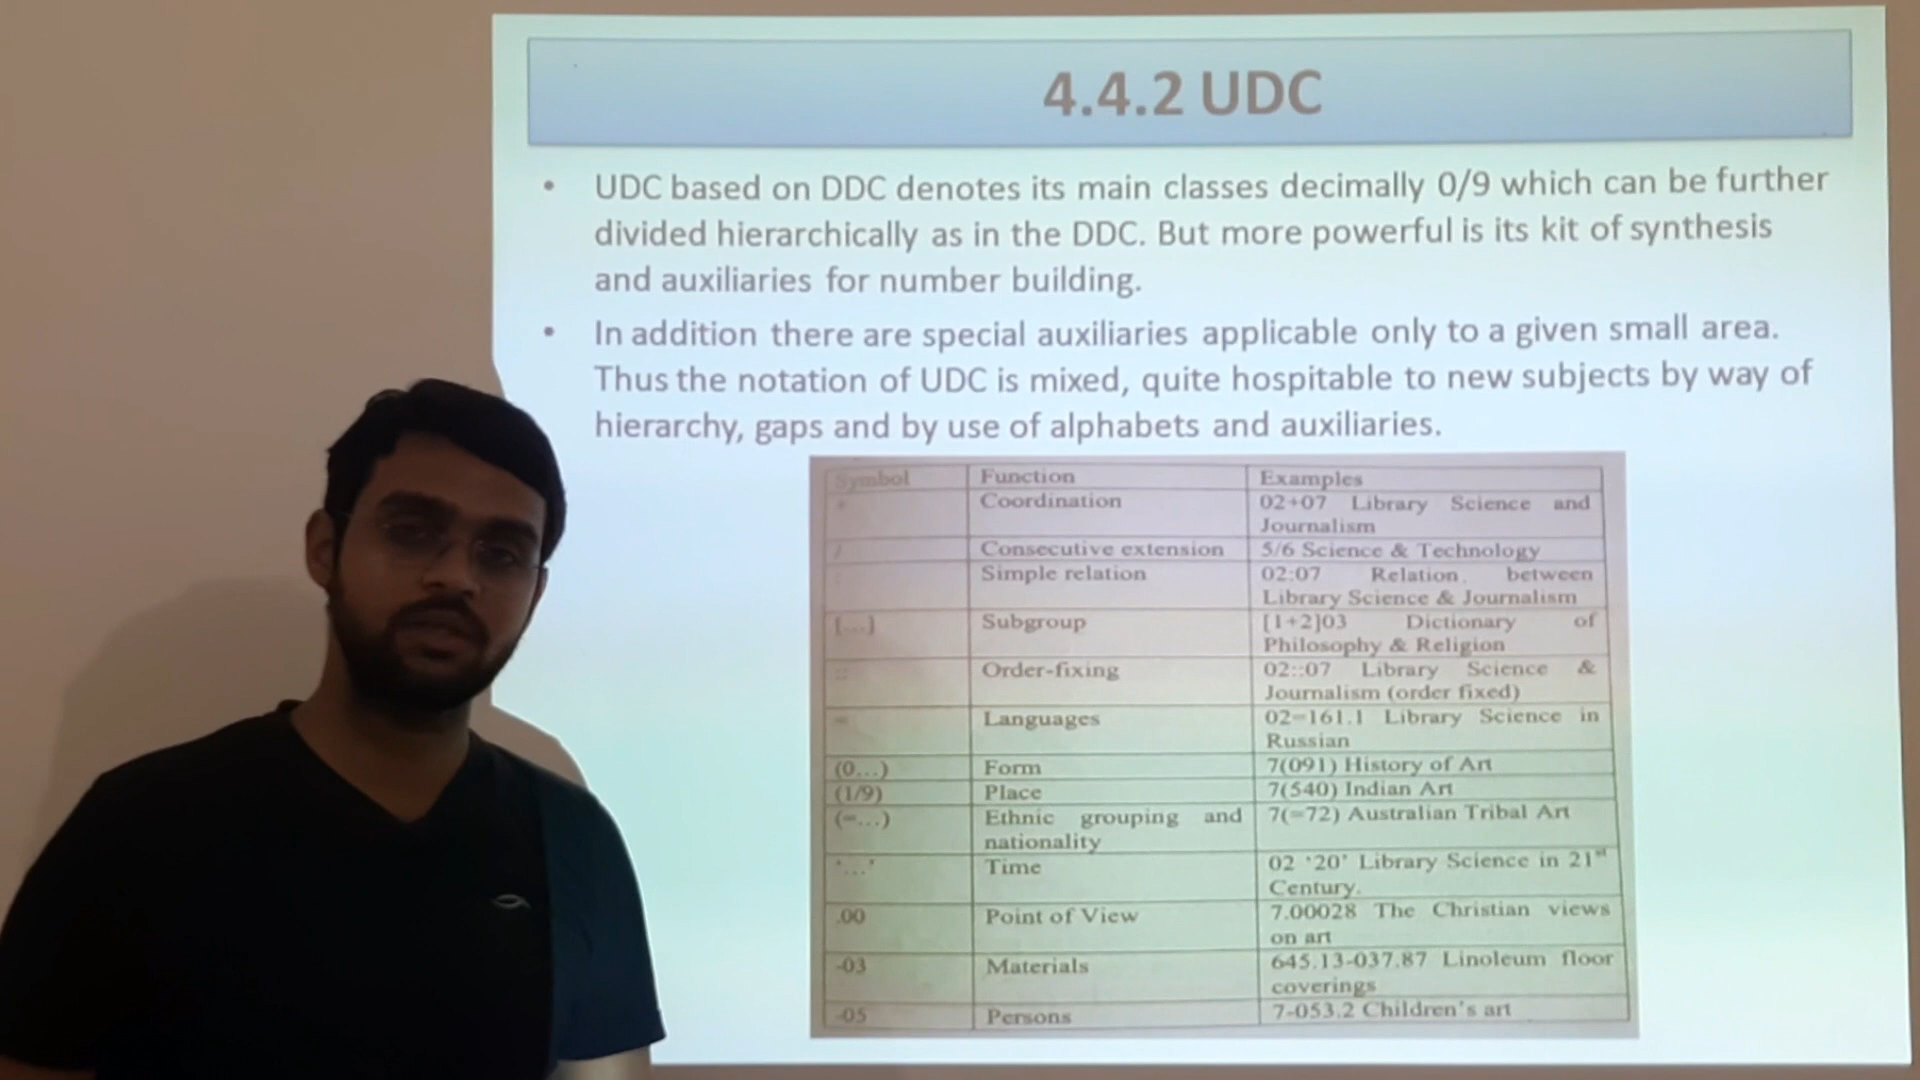 4.4.2 UDC
• UDC based on DDC denotes its main classes decimally 0/9 which can be further
divided hierarchically as in the DDC. But more powerful is its kit of synthesis
and auxiliaries for number building.
• In addition there are special auxiliaries applicable only to a given small area.
Thus the notation of UDC is mixed, quite hospitable to new subjects by way of
hierarchy, gaps and by use of alphabets and auxiliaries.
Symbol Function Examples
+ Coordination 02+07 Library Science and
Journalism
/ Consecutive extension 5/6 Science & Technology
Simple relation 02:07 Relation between
Library Science & Journalism
[...] Subgroup [1+2]03 Dictionary of
Philosophy & Religion
:: Order-fixing 02::07 Library Science &
Journalism (order fixed)
= Languages 02=161.1 Library Science in
Russian
(0...) Form 7(091) History of Art
(1/9) Place 7(540) Indian Art
(=...) Ethnic grouping and 7(=72) Australian Tribal Art
nationality
'...' Time 02 '20' Library Science in 21st
Century.
.00 Point of View 7.00028 The Christian views
on art
-03 Materials 645.13-037.87 Linoleum floor
coverings
-05 Persons 7-053.2 Children's art